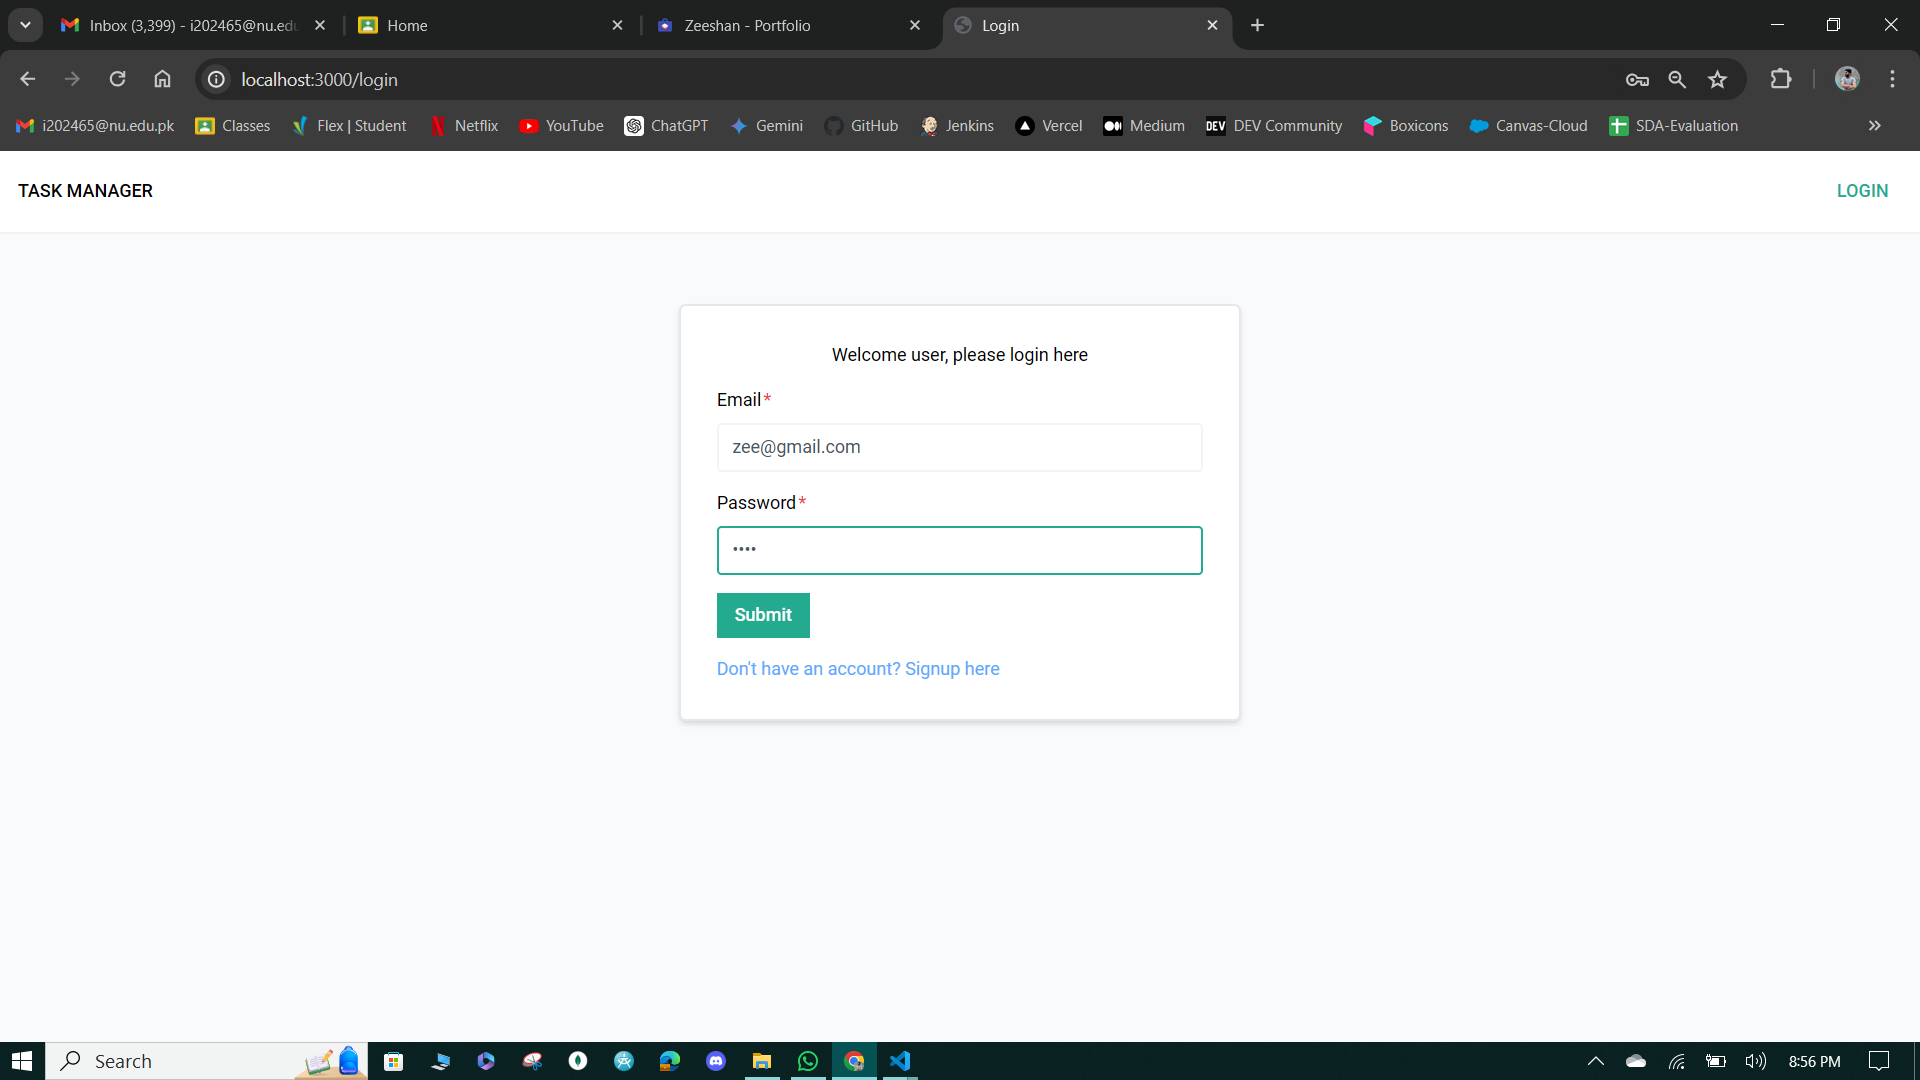 Inbox (3,399) - i202465@nu.edu
Home
Zeeshan - Portfolio
Login
localhost:3000/login
i202465@nu.edu.pk
Classes
Flex | Student
Netflix
YouTube
ChatGPT
Gemini
GitHub
Jenkins
Vercel
Medium
DEV
DEV Community
Boxicons
Canvas-Cloud
SDA-Evaluation
TASK MANAGER
LOGIN
Welcome user, please login here
Email*
zee@gmail.com
Password*
••••
Submit
Don't have an account? Signup here
Search
8:56 PM